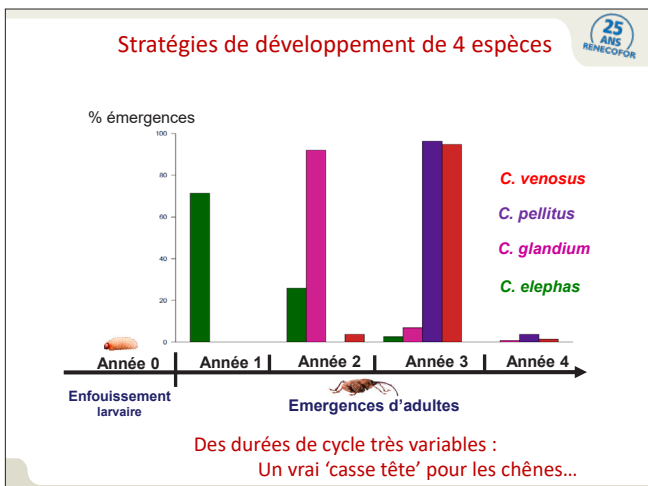 Stratégies de développement de 4 espèces
25
ANS
RENECOFOR
% émergences
100
80
60
40
20
0
C. venosus
C. pellitus
C. glandium
C. elephas
Année 0
Année 1
Année 2
Année 3
Année 4
Enfouissement
larvaire
Emergences d'adultes
Des durées de cycle très variables :
Un vrai ‘casse tête’ pour les chênes…